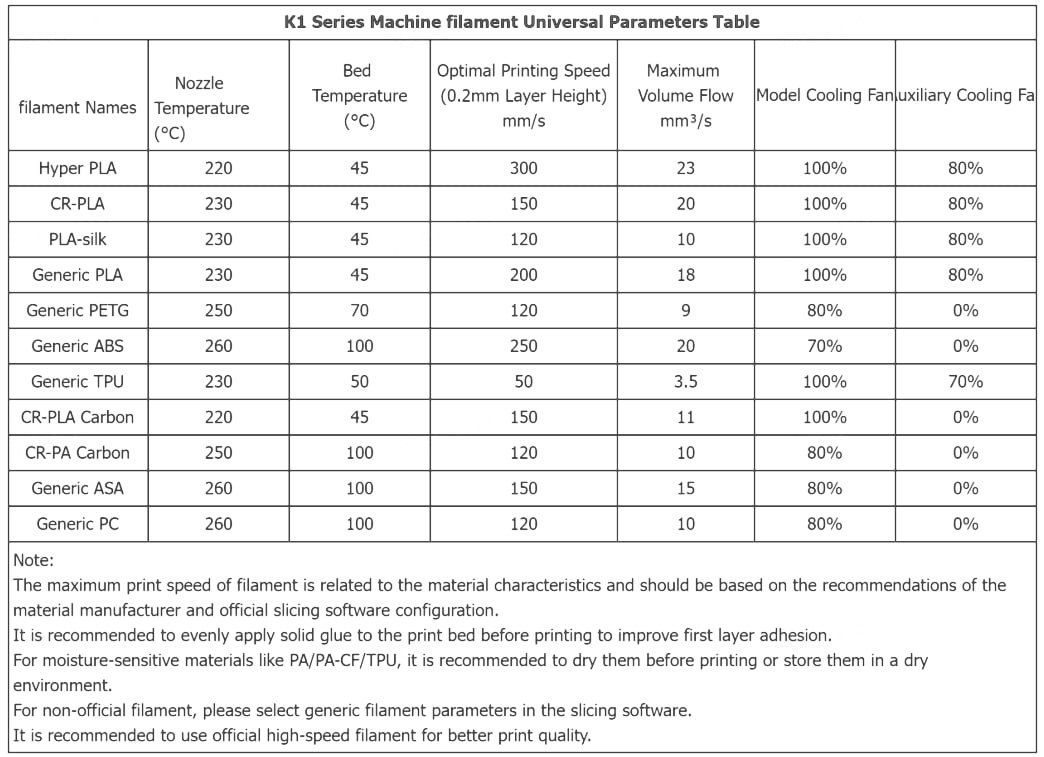 K1 Series Machine filament Universal Parameters Table
filament Names
Nozzle
Temperature
(°C)
Bed
Temperature
(°C)
Optimal Printing Speed
(0.2mm Layer Height)
mm/s
Maximum
Volume Flow
mm³/s
Model Cooling Fan
uxiliary Cooling Fa
Hyper PLA 220 45 300 23 100% 80%
CR-PLA 230 45 150 20 100% 80%
PLA-silk 230 45 120 10 100% 80%
Generic PLA 230 45 200 18 100% 80%
Generic PETG 250 70 120 9 80% 0%
Generic ABS 260 100 250 20 70% 0%
Generic TPU 230 50 50 3.5 100% 70%
CR-PLA Carbon 220 45 150 11 100% 0%
CR-PA Carbon 250 100 120 10 80% 0%
Generic ASA 260 100 150 15 80% 0%
Generic PC 260 100 120 10 80% 0%
Note:
The maximum print speed of filament is related to the material characteristics and should be based on the recommendations of the
material manufacturer and official slicing software configuration.
It is recommended to evenly apply solid glue to the print bed before printing to improve first layer adhesion.
For moisture-sensitive materials like PA/PA-CF/TPU, it is recommended to dry them before printing or store them in a dry
environment.
For non-official filament, please select generic filament parameters in the slicing software.
It is recommended to use official high-speed filament for better print quality.